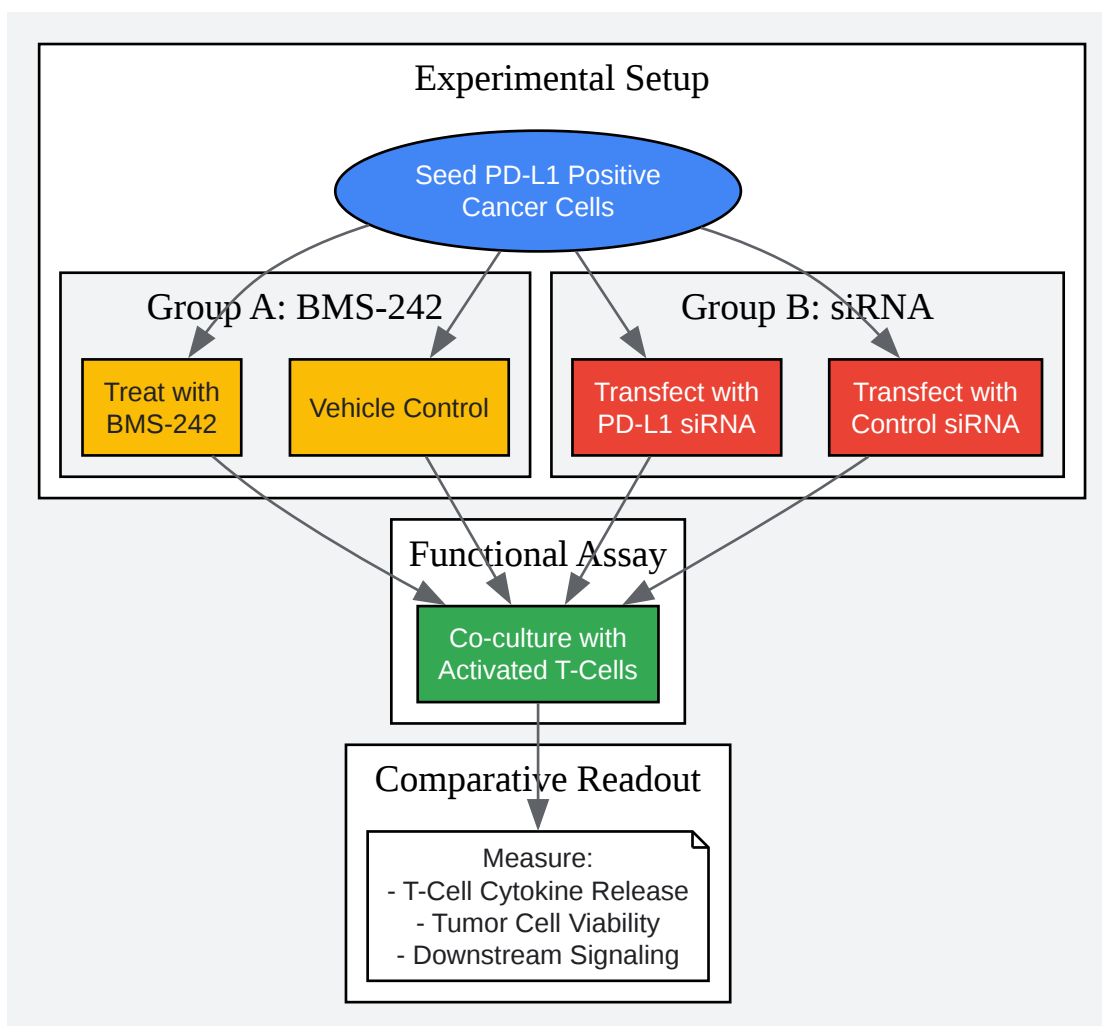 Experimental Setup
Seed PD-L1 Positive
Cancer Cells
Group A: BMS-242
Group B: siRNA
Treat with
BMS-242
Vehicle Control
Transfect with
PD-L1 siRNA
Transfect with
Control siRNA
Functional Assay
Co-culture with
Activated T-Cells
Comparative Readout
Measure:
- T-Cell Cytokine Release
- Tumor Cell Viability
- Downstream Signaling